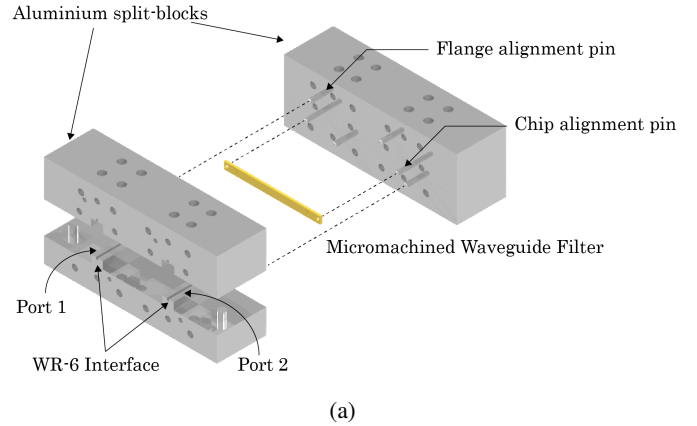 Aluminium split-blocks
Flange alignment pin
Chip alignment pin
Micromachined Waveguide Filter
Port 1
WR-6 Interface
Port 2
(a)